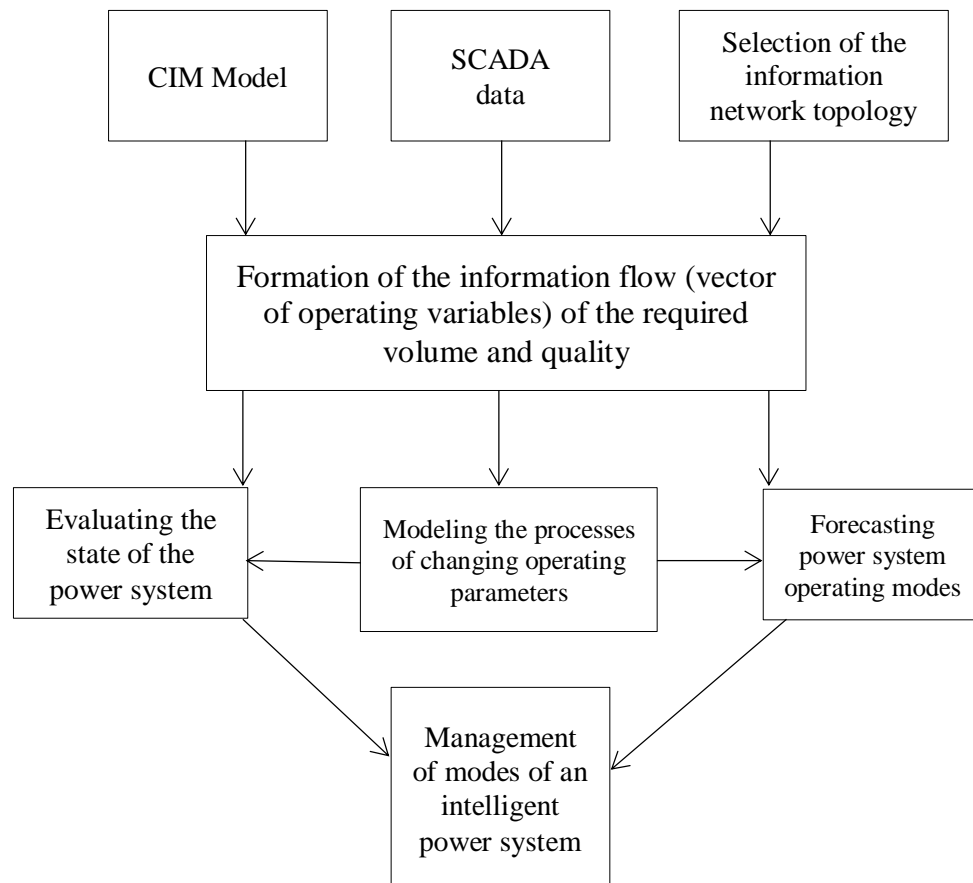 CIM Model
SCADA
data
Selection of the
information
network topology
Formation of the information flow (vector
of operating variables) of the required
volume and quality
Evaluating the
state of the
power system
Modeling the processes
of changing operating
parameters
Forecasting
power system
operating modes
Management
of modes of an
intelligent
power system